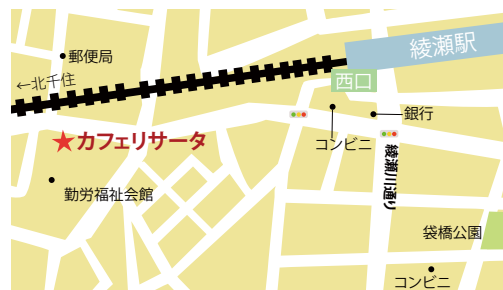 綾瀬駅
郵便局
←北千住
西口
銀行
カフェリサータ
コンビニ
綾瀬川通り
勤労福祉会館
袋橋公園
コンビニ